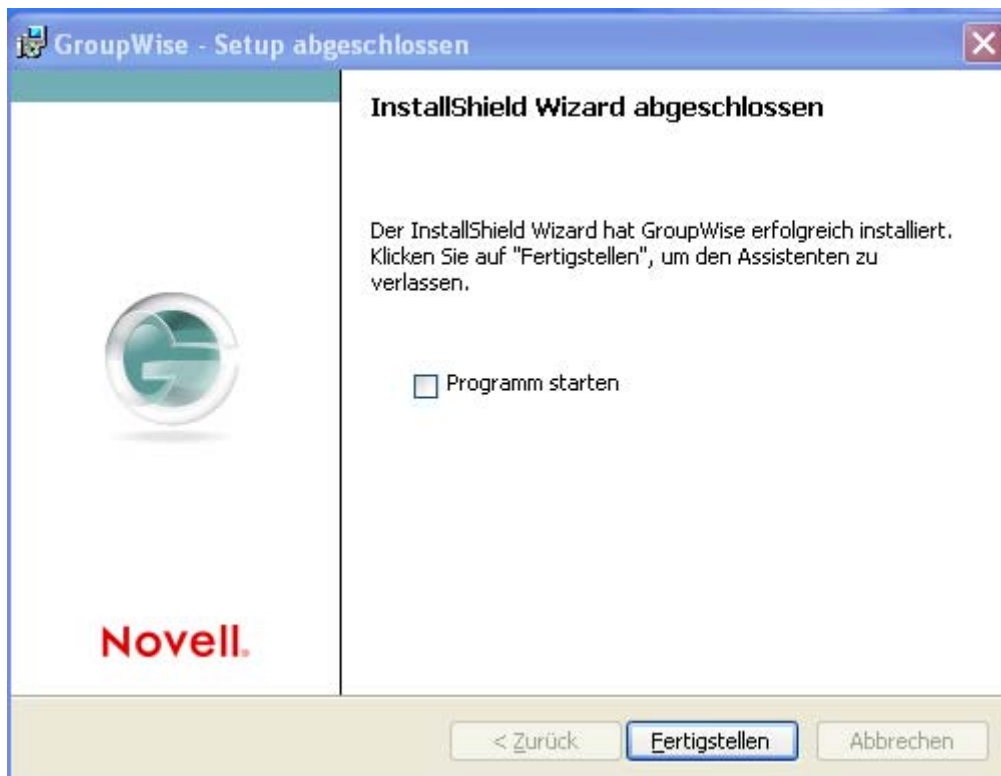 GroupWise - Setup abgeschlossen
InstallShield Wizard abgeschlossen
Der InstallShield Wizard hat GroupWise erfolgreich installiert.
Klicken Sie auf "Fertigstellen", um den Assistenten zu
verlassen.
Programm starten
Novell®
< Zurück
Fertigstellen
Abbrechen